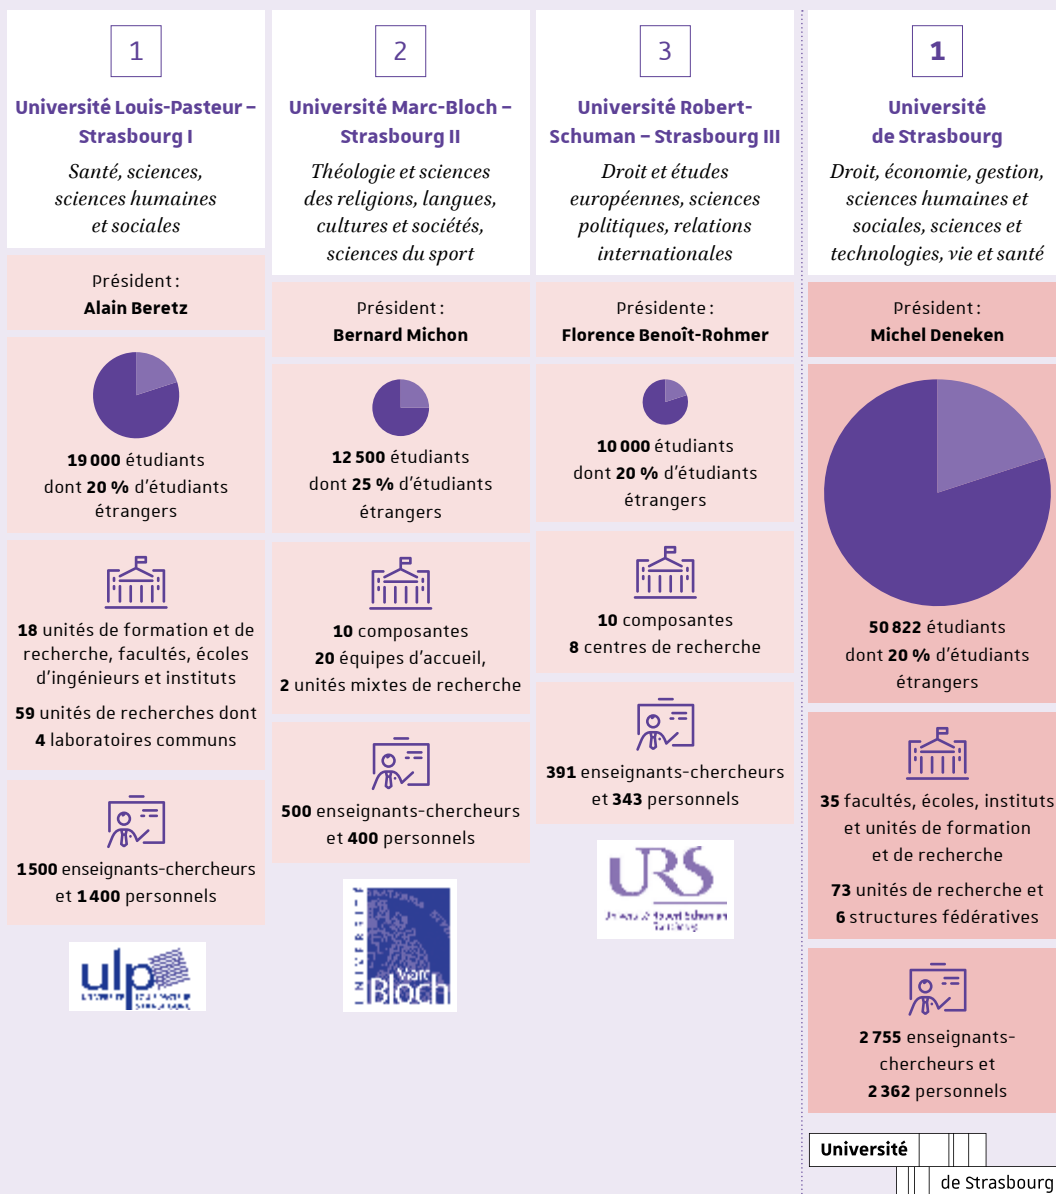 1
Université Louis-Pasteur –
Strasbourg I
Santé, sciences,
sciences humaines
et sociales
Président :
Alain Beretz
19 000 étudiants
dont 20 % d'étudiants
étrangers
18 unités de formation et de
recherche, facultés, écoles
d'ingénieurs et instituts
59 unités de recherches dont
4 laboratoires communs
1 500 enseignants-chercheurs
et 1 400 personnels
ulp
UNIVERSITÉ LOUIS PASTEUR
STRASBOURG
2
Université Marc-Bloch –
Strasbourg II
Théologie et sciences
des religions, langues,
cultures et sociétés,
sciences du sport
Président :
Bernard Michon
12 500 étudiants
dont 25 % d'étudiants
étrangers
10 composantes
20 équipes d'accueil,
2 unités mixtes de recherche
500 enseignants-chercheurs
et 400 personnels
UNIVERSITÉ
Marc
Bloch
3
Université Robert-
Schuman – Strasbourg III
Droit et études
européennes, sciences
politiques, relations
internationales
Présidente :
Florence Benoît-Rohmer
10 000 étudiants
dont 20 % d'étudiants
étrangers
10 composantes
8 centres de recherche
391 enseignants-chercheurs
et 343 personnels
URS
Université Robert Schuman
Strasbourg
1
Université
de Strasbourg
Droit, économie, gestion,
sciences humaines et
sociales, sciences et
technologies, vie et santé
Président :
Michel Deneken
50 822 étudiants
dont 20 % d'étudiants
étrangers
35 facultés, écoles, instituts
et unités de formation
et de recherche
73 unités de recherche et
6 structures fédératives
2 755 enseignants-
chercheurs et
2 362 personnels
Université
de Strasbourg